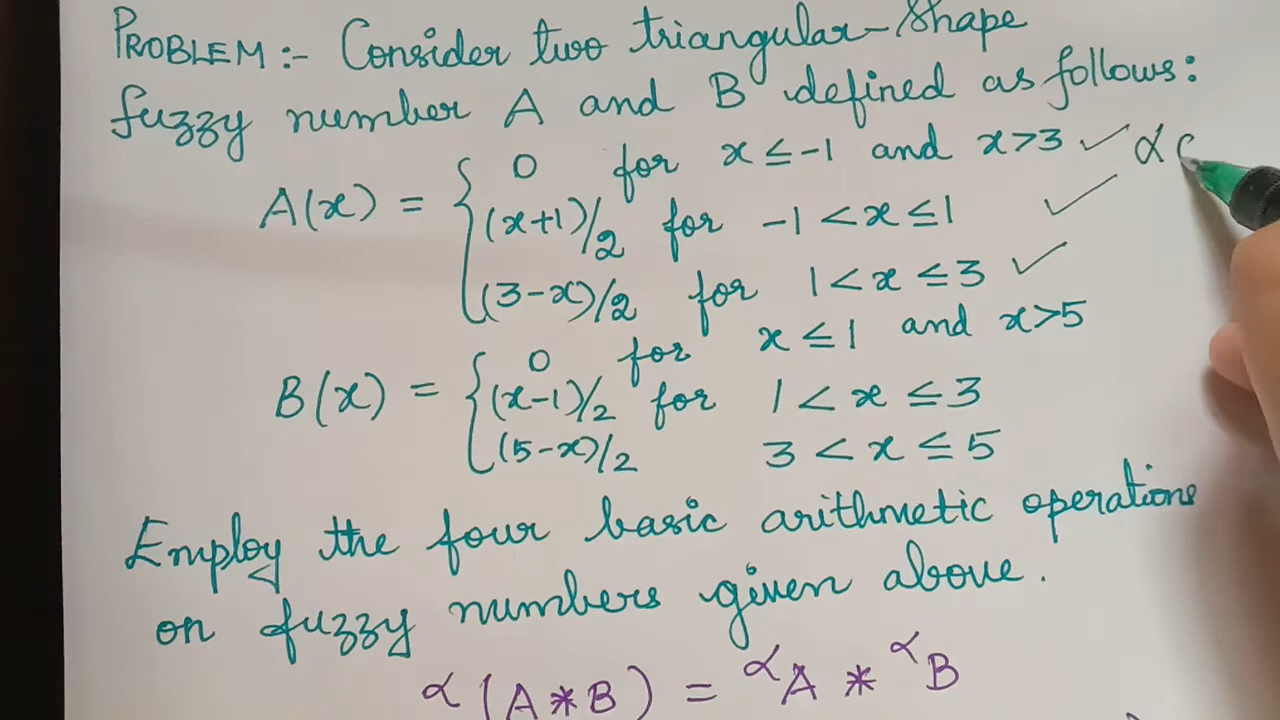 PROBLEM :- Consider two triangular-shape
fuzzy number A and B defined as follows:
A(x) = { 0 for x ≤ -1 and x>3 ✓ α c
(x+1)/2 for -1 < x ≤ 1 ✓
(3-x)/2 for 1 < x ≤ 3 ✓
B(x) = { 0 for x ≤ 1 and x>5
(x-1)/2 for 1 < x ≤ 3
(5-x)/2 3 < x ≤ 5
Employ the four basic arithmetic operations
on fuzzy numbers given above.
α(A * B) = αA * αB